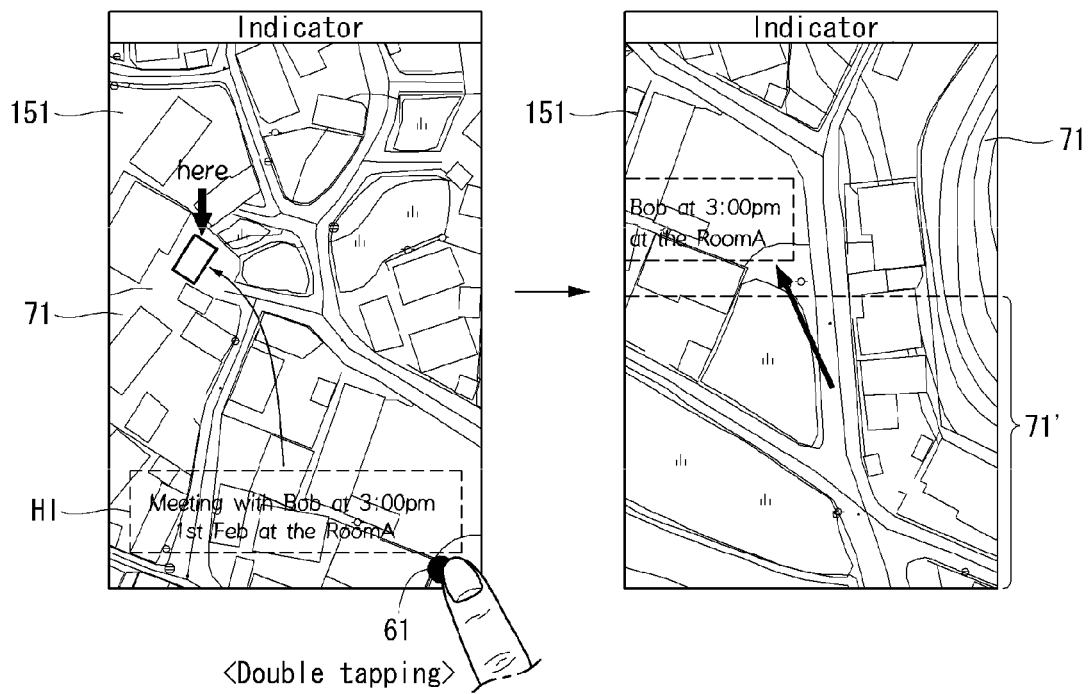 Indicator
151
here
71
HI
Meeting with Bob at 3:00pm
1st Feb at the RoomA
61
<Double tapping>
Indicator
151
71
Bob at 3:00pm
at the RoomA
71'